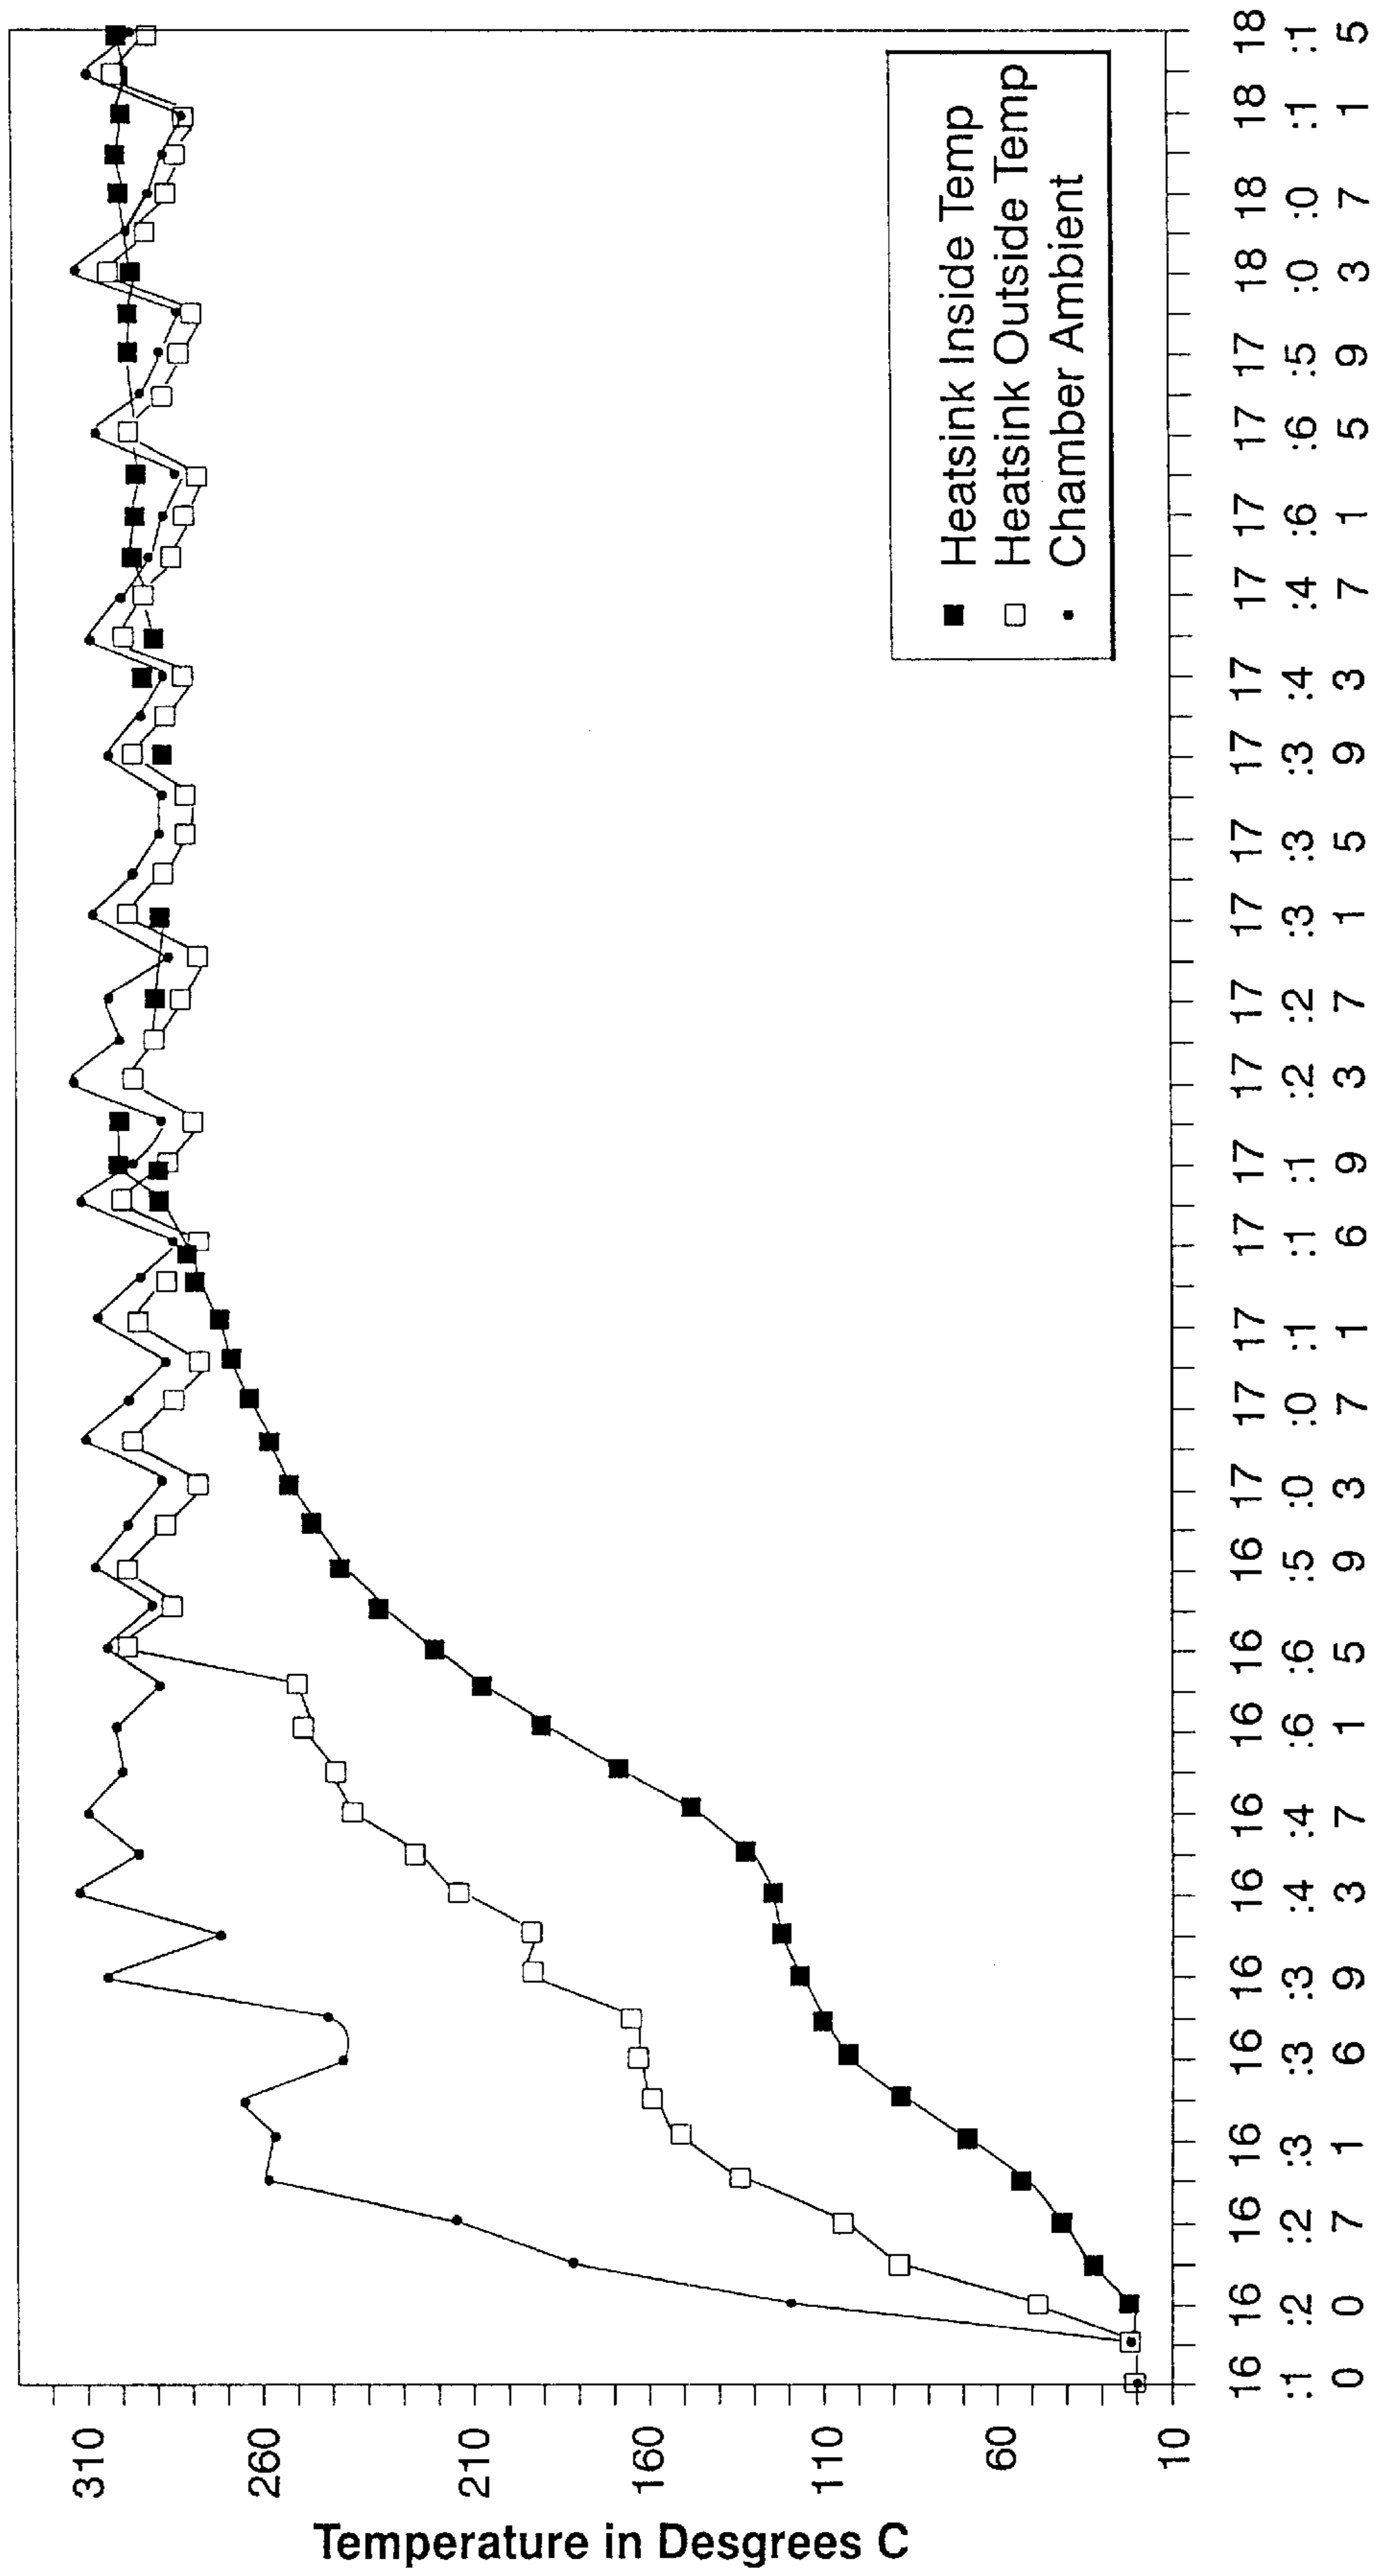 Temperature in Desgrees C
310
260
210
160
110
60
10
Heatsink Inside Temp
Heatsink Outside Temp
Chamber Ambient
16 16 16 16 16 16 16 16 16 16 16 17 17 17 17 17 17 17 17 17 17 17 17 17 17 17 18 18 18 18
:1 :2 :2 :3 :3 :3 :4 :4 :6 :6 :5 :0 :0 :1 :1 :1 :2 :2 :3 :3 :3 :4 :4 :6 :6 :5 :0 :0 :1 :1
0 0 7 1 6 9 3 7 1 5 9 3 7 1 6 9 3 7 1 5 9 3 7 1 5 9 3 7 1 5